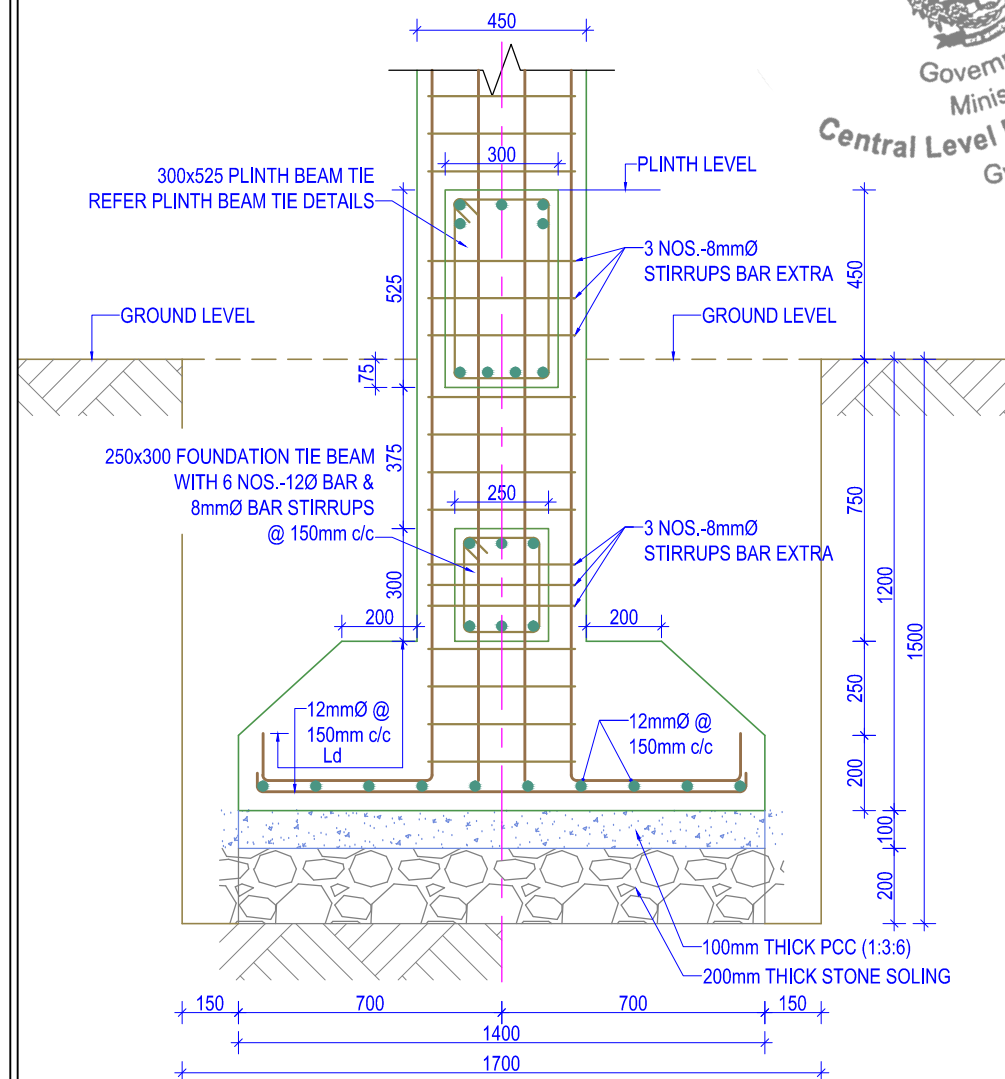 450
Govern
Minis
Central Level
G
300
PLINTH LEVEL
300x525 PLINTH BEAM TIE
REFER PLINTH BEAM TIE DETAILS
3 NOS.-8mmØ
STIRRUPS BAR EXTRA
525
450
GROUND LEVEL
GROUND LEVEL
75
375
250x300 FOUNDATION TIE BEAM
WITH 6 NOS.-12Ø BAR &
8mmØ BAR STIRRUPS
@ 150mm c/c
250
750
3 NOS.-8mmØ
STIRRUPS BAR EXTRA
300
1200
1500
200
200
250
12mmØ @
150mm c/c
Ld
12mmØ @
150mm c/c
200
100
200
100mm THICK PCC (1:3:6)
200mm THICK STONE SOLING
150
700
700
150
1400
1700